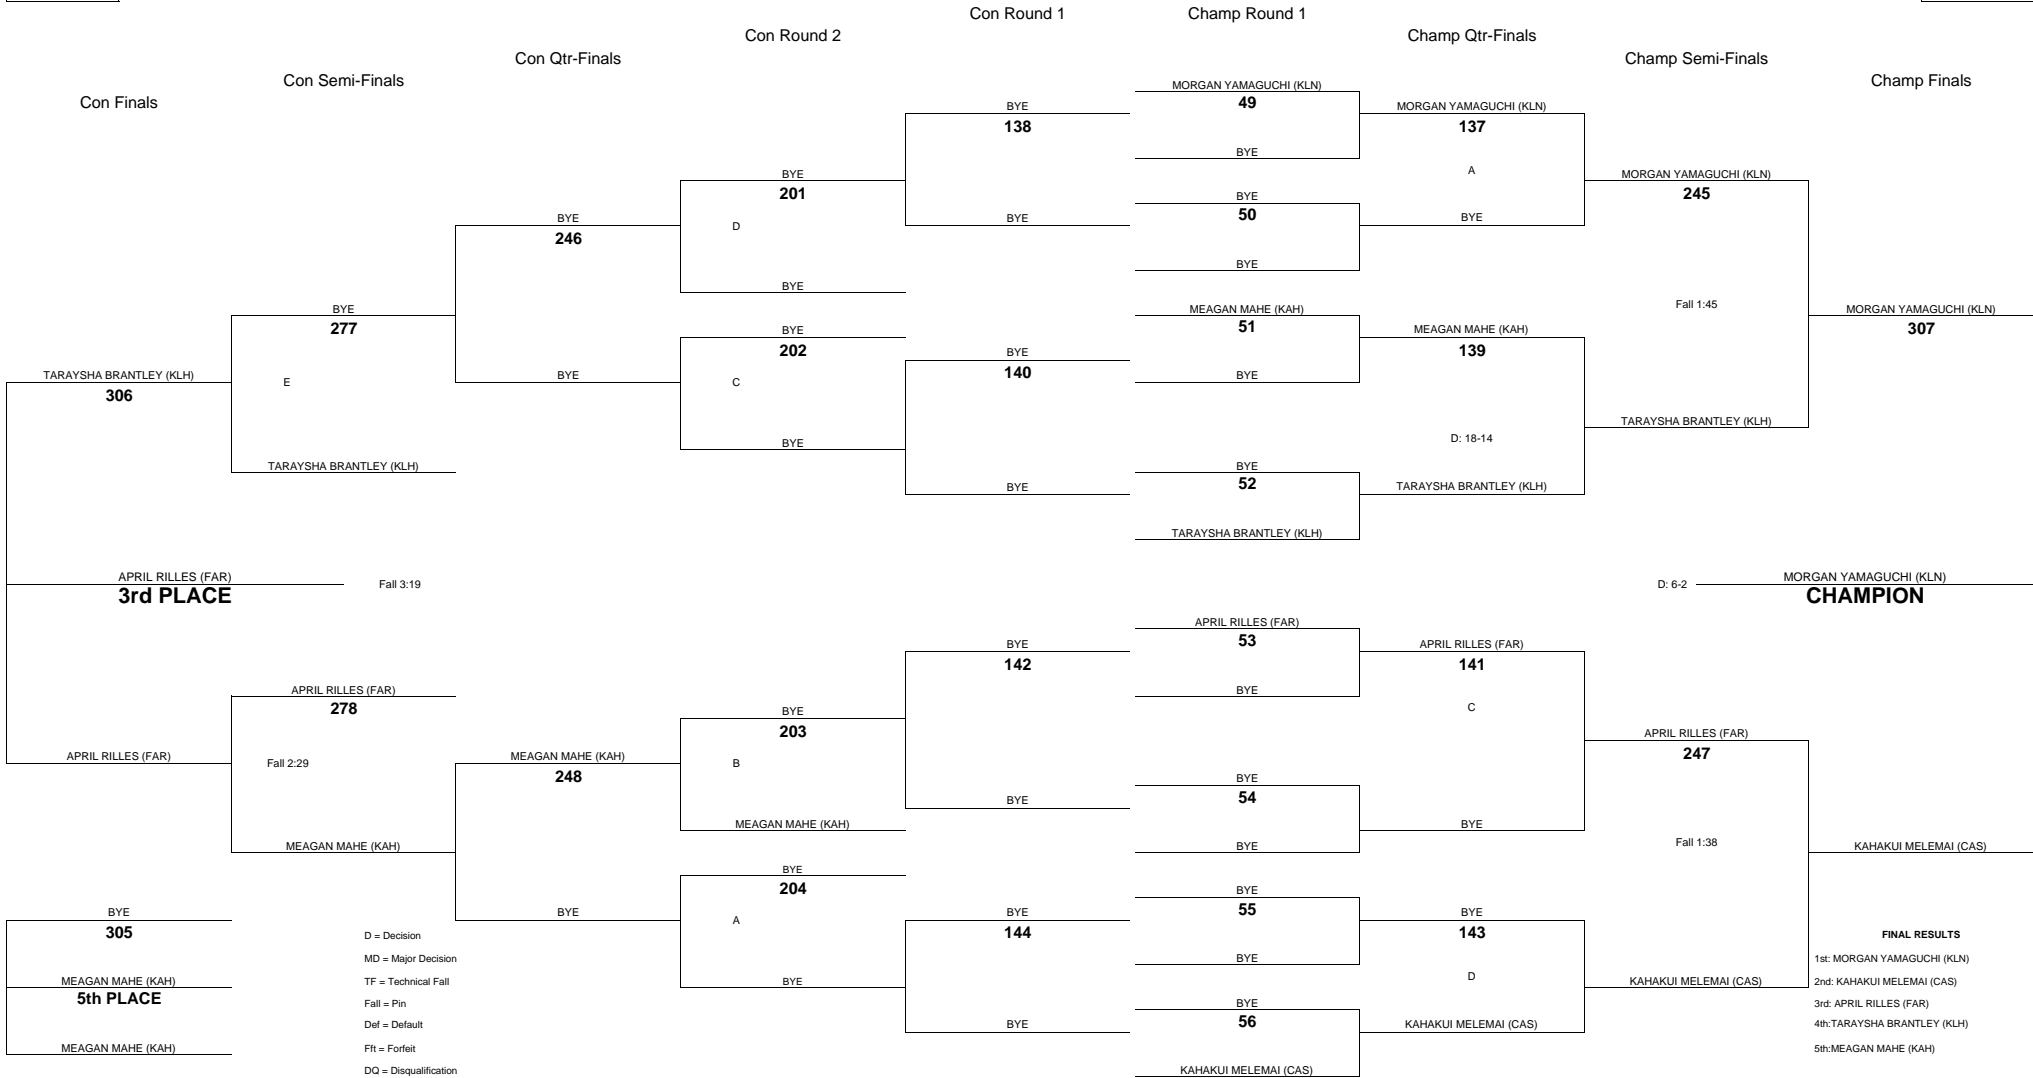 Con Round 1
Champ Round 1
Con Round 2
Champ Qtr-Finals
Con Qtr-Finals
Champ Semi-Finals
Con Semi-Finals
Champ Finals
Con Finals
MORGAN YAMAGUCHI (KLN)
49
BYE
BYE
50
BYE
MEAGAN MAHE (KAH)
51
BYE
BYE
52
TARAYSHA BRANTLEY (KLH)
APRIL RILLES (FAR)
53
BYE
BYE
54
BYE
BYE
55
BYE
BYE
56
KAHAKUI MELEMAI (CAS)
MORGAN YAMAGUCHI (KLN)
137
A
BYE
MEAGAN MAHE (KAH)
139
D: 18-14
TARAYSHA BRANTLEY (KLH)
APRIL RILLES (FAR)
141
C
BYE
BYE
143
D
KAHAKUI MELEMAI (CAS)
MORGAN YAMAGUCHI (KLN)
245
Fall 1:45
TARAYSHA BRANTLEY (KLH)
APRIL RILLES (FAR)
247
Fall 1:38
KAHAKUI MELEMAI (CAS)
MORGAN YAMAGUCHI (KLN)
307
D: 6-2
MORGAN YAMAGUCHI (KLN)
CHAMPION
KAHAKUI MELEMAI (CAS)
BYE
138
BYE
BYE
140
BYE
BYE
142
BYE
BYE
144
BYE
BYE
201
D
BYE
BYE
202
C
BYE
BYE
203
B
MEAGAN MAHE (KAH)
BYE
204
A
BYE
BYE
246
BYE
MEAGAN MAHE (KAH)
248
BYE
BYE
277
E
TARAYSHA BRANTLEY (KLH)
APRIL RILLES (FAR)
278
Fall 2:29
MEAGAN MAHE (KAH)
TARAYSHA BRANTLEY (KLH)
306
APRIL RILLES (FAR)
3rd PLACE
Fall 3:19
APRIL RILLES (FAR)
BYE
305
MEAGAN MAHE (KAH)
5th PLACE
MEAGAN MAHE (KAH)
D = Decision
MD = Major Decision
TF = Technical Fall
Fall = Pin
Def = Default
Fft = Forfeit
DQ = Disqualification
FINAL RESULTS
1st: MORGAN YAMAGUCHI (KLN)
2nd: KAHAKUI MELEMAI (CAS)
3rd: APRIL RILLES (FAR)
4th:TARAYSHA BRANTLEY (KLH)
5th:MEAGAN MAHE (KAH)